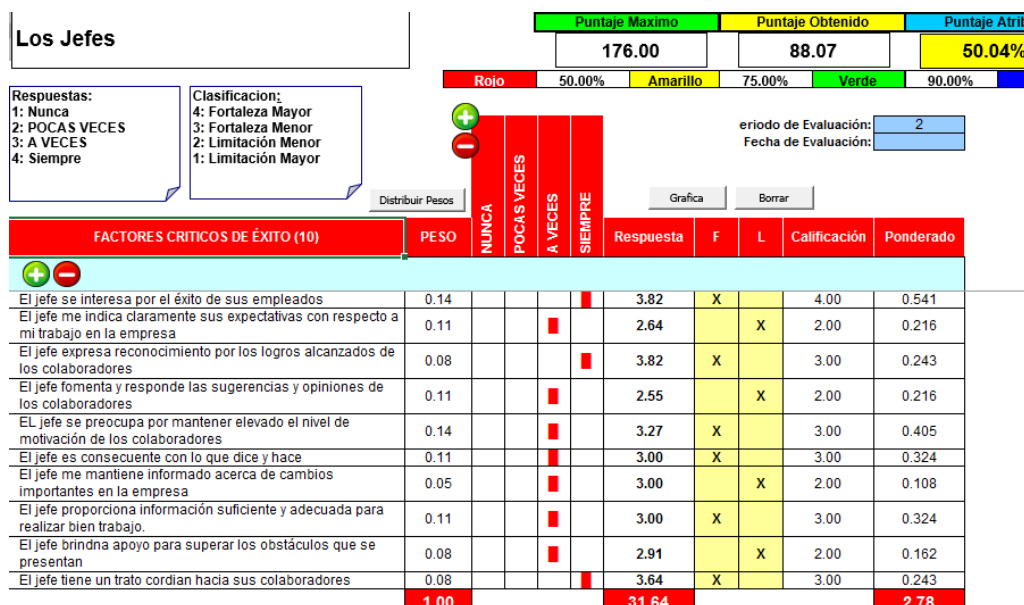 Los Jefes
Puntaje Maximo Puntaje Obtenido Puntaje Atrib
176.00 88.07 50.04%
Rojo 50.00% Amarillo 75.00% Verde 90.00%
Respuestas:
1: Nunca
2: POCAS VECES
3: A VECES
4: Siempre
Clasificacion:
4: Fortaleza Mayor
3: Fortaleza Menor
2: Limitación Menor
1: Limitación Mayor
eriodo de Evaluación: 2
Fecha de Evaluación:
Distribuir Pesos
Grafica Borrar
FACTORES CRITICOS DE ÉXITO (10) PESO NUNCA POCAS VECES A VECES SIEMPRE Respuesta F L Calificación Ponderado
El jefe se interesa por el éxito de sus empleados 0.14 3.82 X 4.00 0.541
El jefe me indica claramente sus expectativas con respecto a
mi trabajo en la empresa 0.11 2.64 X 2.00 0.216
El jefe expresa reconocimiento por los logros alcanzados de
los colaboradores 0.08 3.82 X 3.00 0.243
El jefe fomenta y responde las sugerencias y opiniones de
los colaboradores 0.11 2.55 X 2.00 0.216
EL jefe se preocupa por mantener elevado el nivel de
motivación de los colaboradores 0.14 3.27 X 3.00 0.405
El jefe es consecuente con lo que dice y hace 0.11 3.00 X 3.00 0.324
El jefe me mantiene informado acerca de cambios
importantes en la empresa 0.05 3.00 X 2.00 0.108
El jefe proporciona información suficiente y adecuada para
realizar bien trabajo. 0.11 3.00 X 3.00 0.324
El jefe brindna apoyo para superar los obstáculos que se
presentan 0.08 2.91 X 2.00 0.162
El jefe tiene un trato cordian hacia sus colaboradores 0.08 3.64 X 3.00 0.243
1.00 31.64 2.78